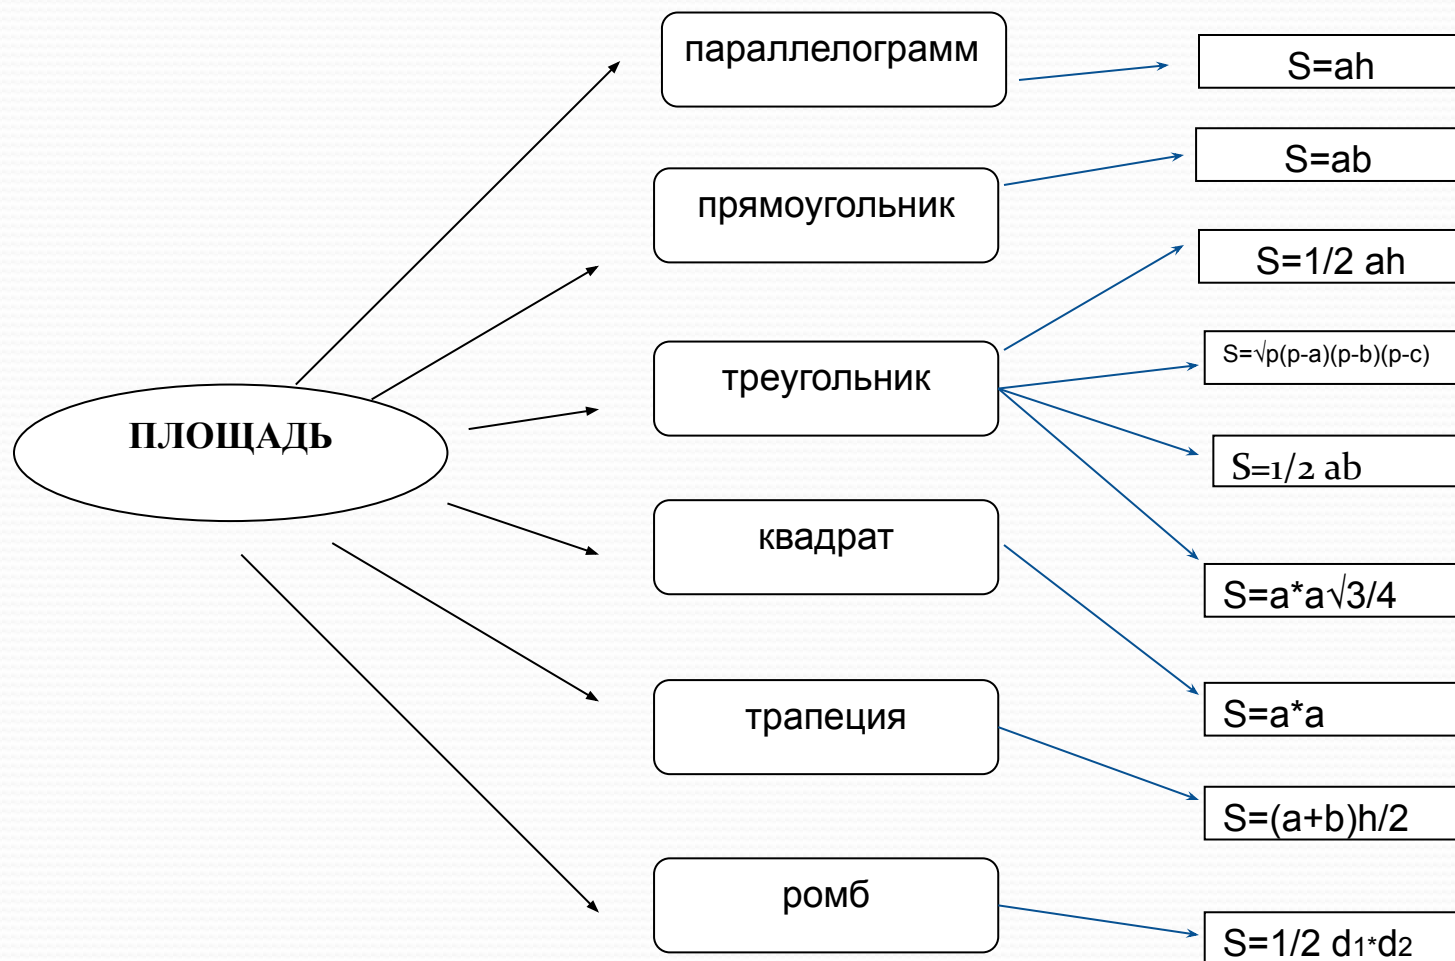 параллелограмм
S=ah
S=ab
прямоугольник
S=1/2 ah
S=√p(p-a)(p-b)(p-c)
треугольник
ПЛОЩАДЬ
S=1/2 ab
квадрат
S=a*a√3/4
S=a*a
трапеция
S=(a+b)h/2
ромб
S=1/2 d1*d2